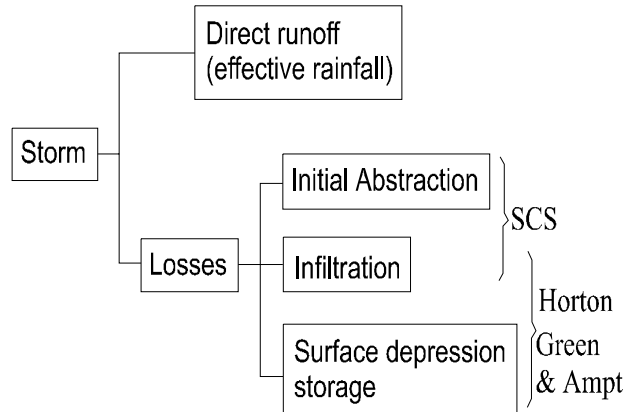 Direct runoff
(effective rainfall)
Storm
Initial Abstraction
SCS
Losses
Infiltration
Horton
Green
& Ampt
Surface depression
storage